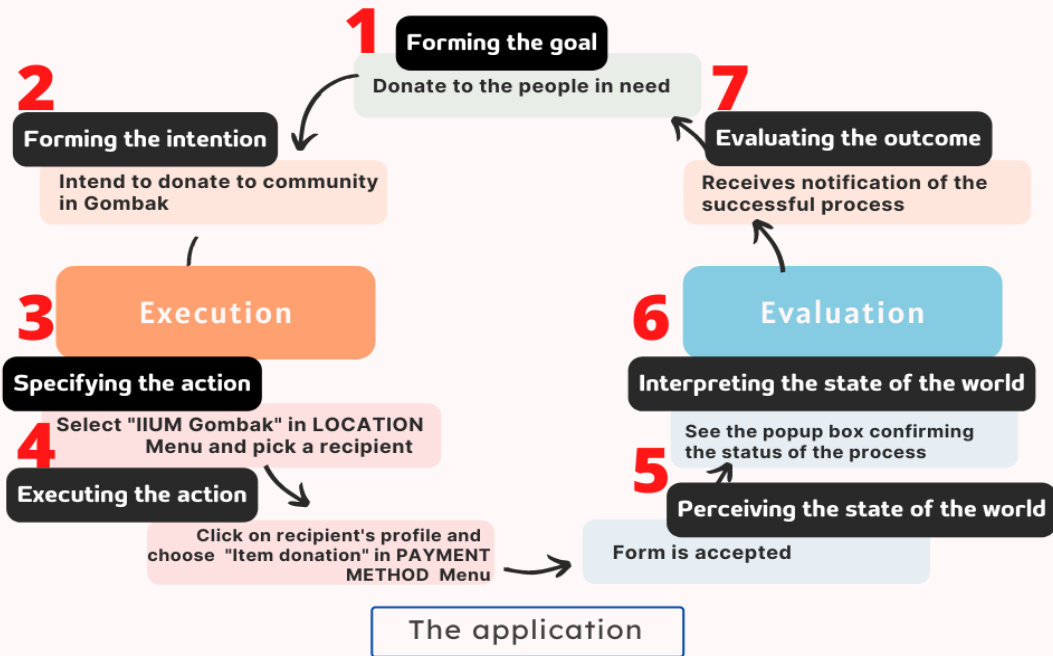 1
Forming the goal
Donate to the people in need
2
Forming the intention
Intend to donate to community
in Gombak
Execution
3
Specifying the action
Select "IIUM Gombak" in LOCATION
Menu and pick a recipient
4
Executing the action
Click on recipient's profile and
choose "Item donation" in PAYMENT
METHOD Menu
5
Perceiving the state of the world
Form is accepted
Evaluation
6
Interpreting the state of the world
See the popup box confirming
the status of the process
7
Evaluating the outcome
Receives notification of the
successful process
The application